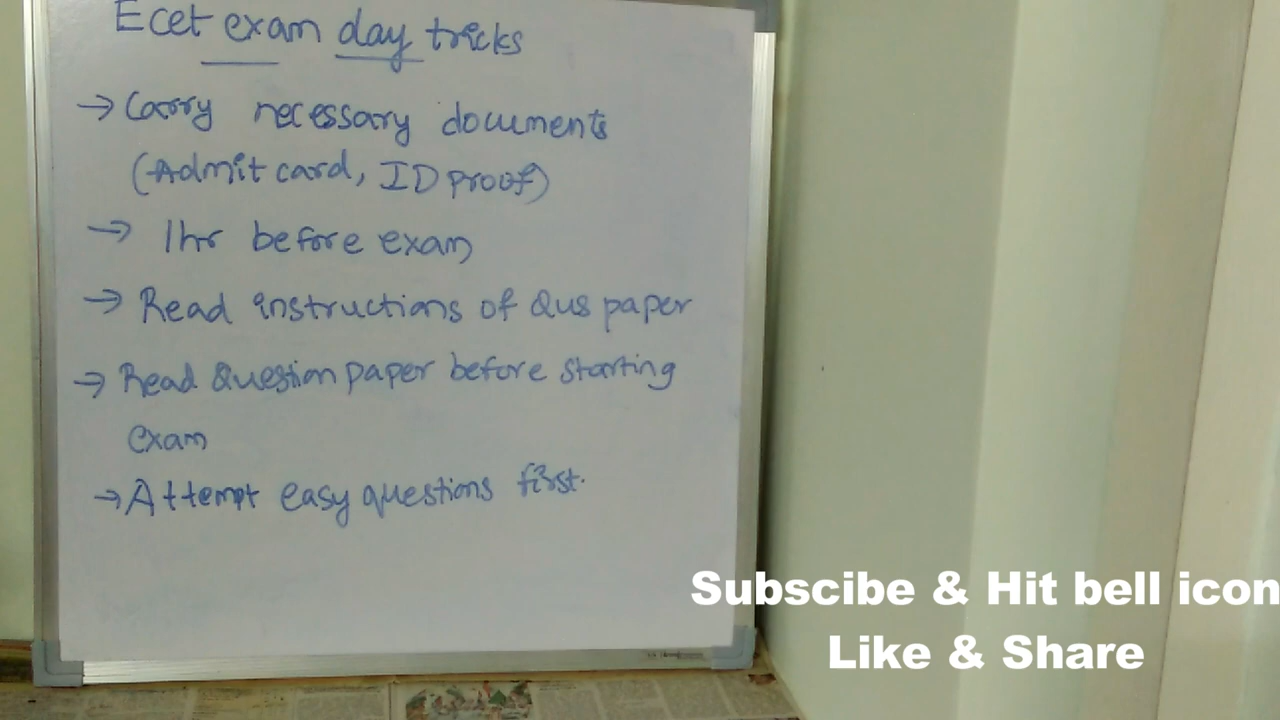 Ecet exam day tricks
→ Carry necessary documents
(Admit card, ID proof)
→ 1hr before exam
→ Read instructions of Qus paper
→ Read Question paper before starting
exam
→ Attempt easy questions first.
Subscibe & Hit bell icon
Like & Share